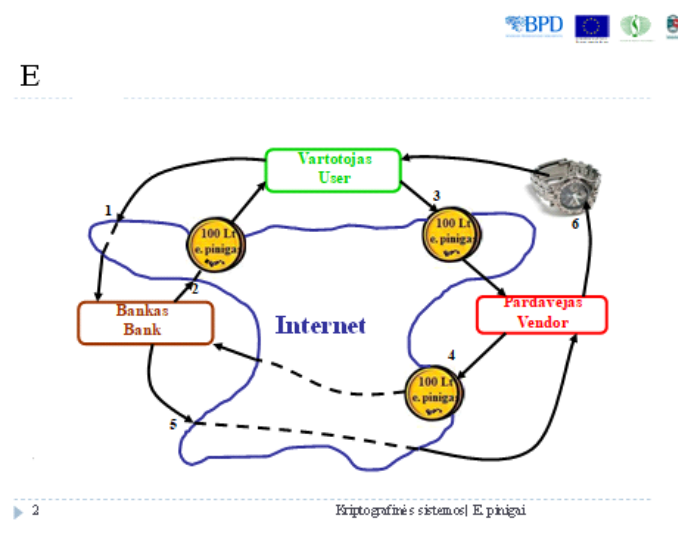 BPD
E
Vartotojas
User
1
3
100 Lt
e. pinigai
100 Lt
e. pinigai
6
2
Bankas
Bank
Internet
Pardavėjas
Vendor
4
100 Lt
e. pinigai
5
2
Kriptografinės sistemos| E. pinigai